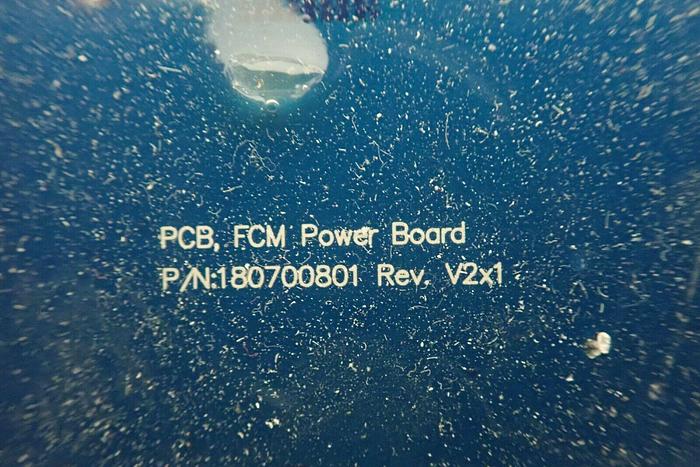 PCB, FCM Power Board
P/N:180700801 Rev. V2x1